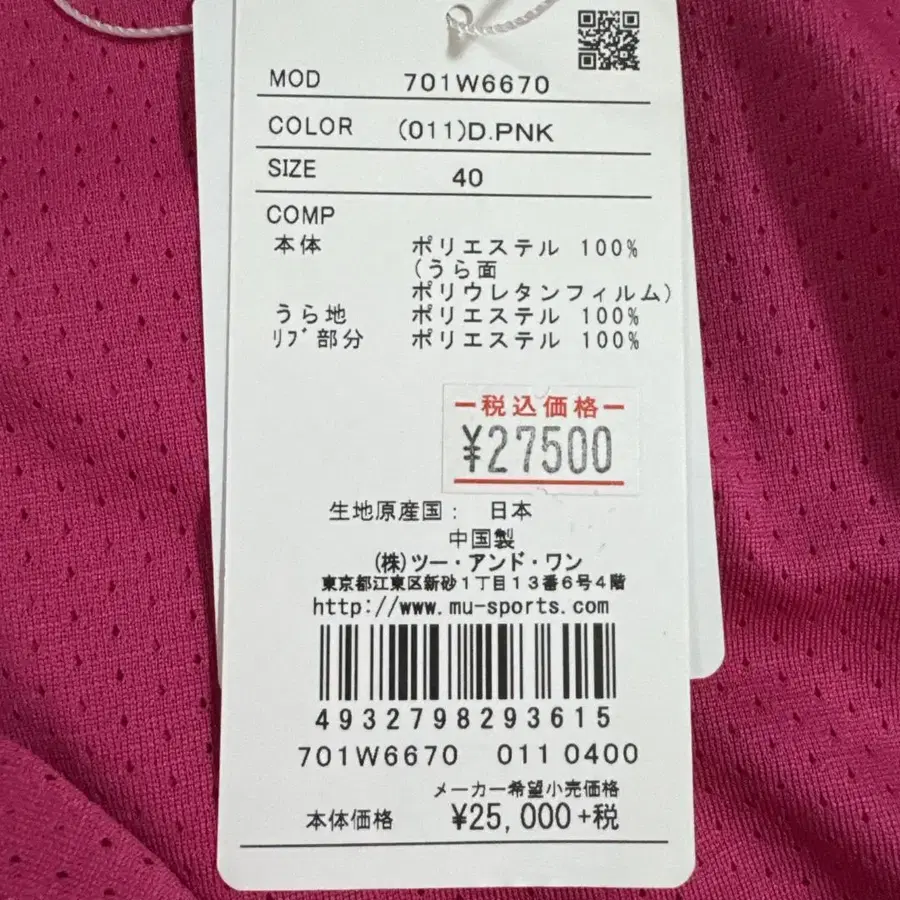 MOD 701W6670
COLOR (011)D.PNK
SIZE 40
COMP
本体 ポリエステル 100%
(うら面
ポリウレタンフィルム)
うら地 ポリエステル 100%
ﾘﾌﾞ部分 ポリエステル 100%
税込価格
¥27500
生地原産国: 日本
中国製
(株)ツー・アンド・ワン
東京都江東区新砂1丁目13番6号4階
http://www.mu-sports.com
4932798293615
701W6670 011 0400
メーカー希望小売価格
本体価格 ¥25,000+税